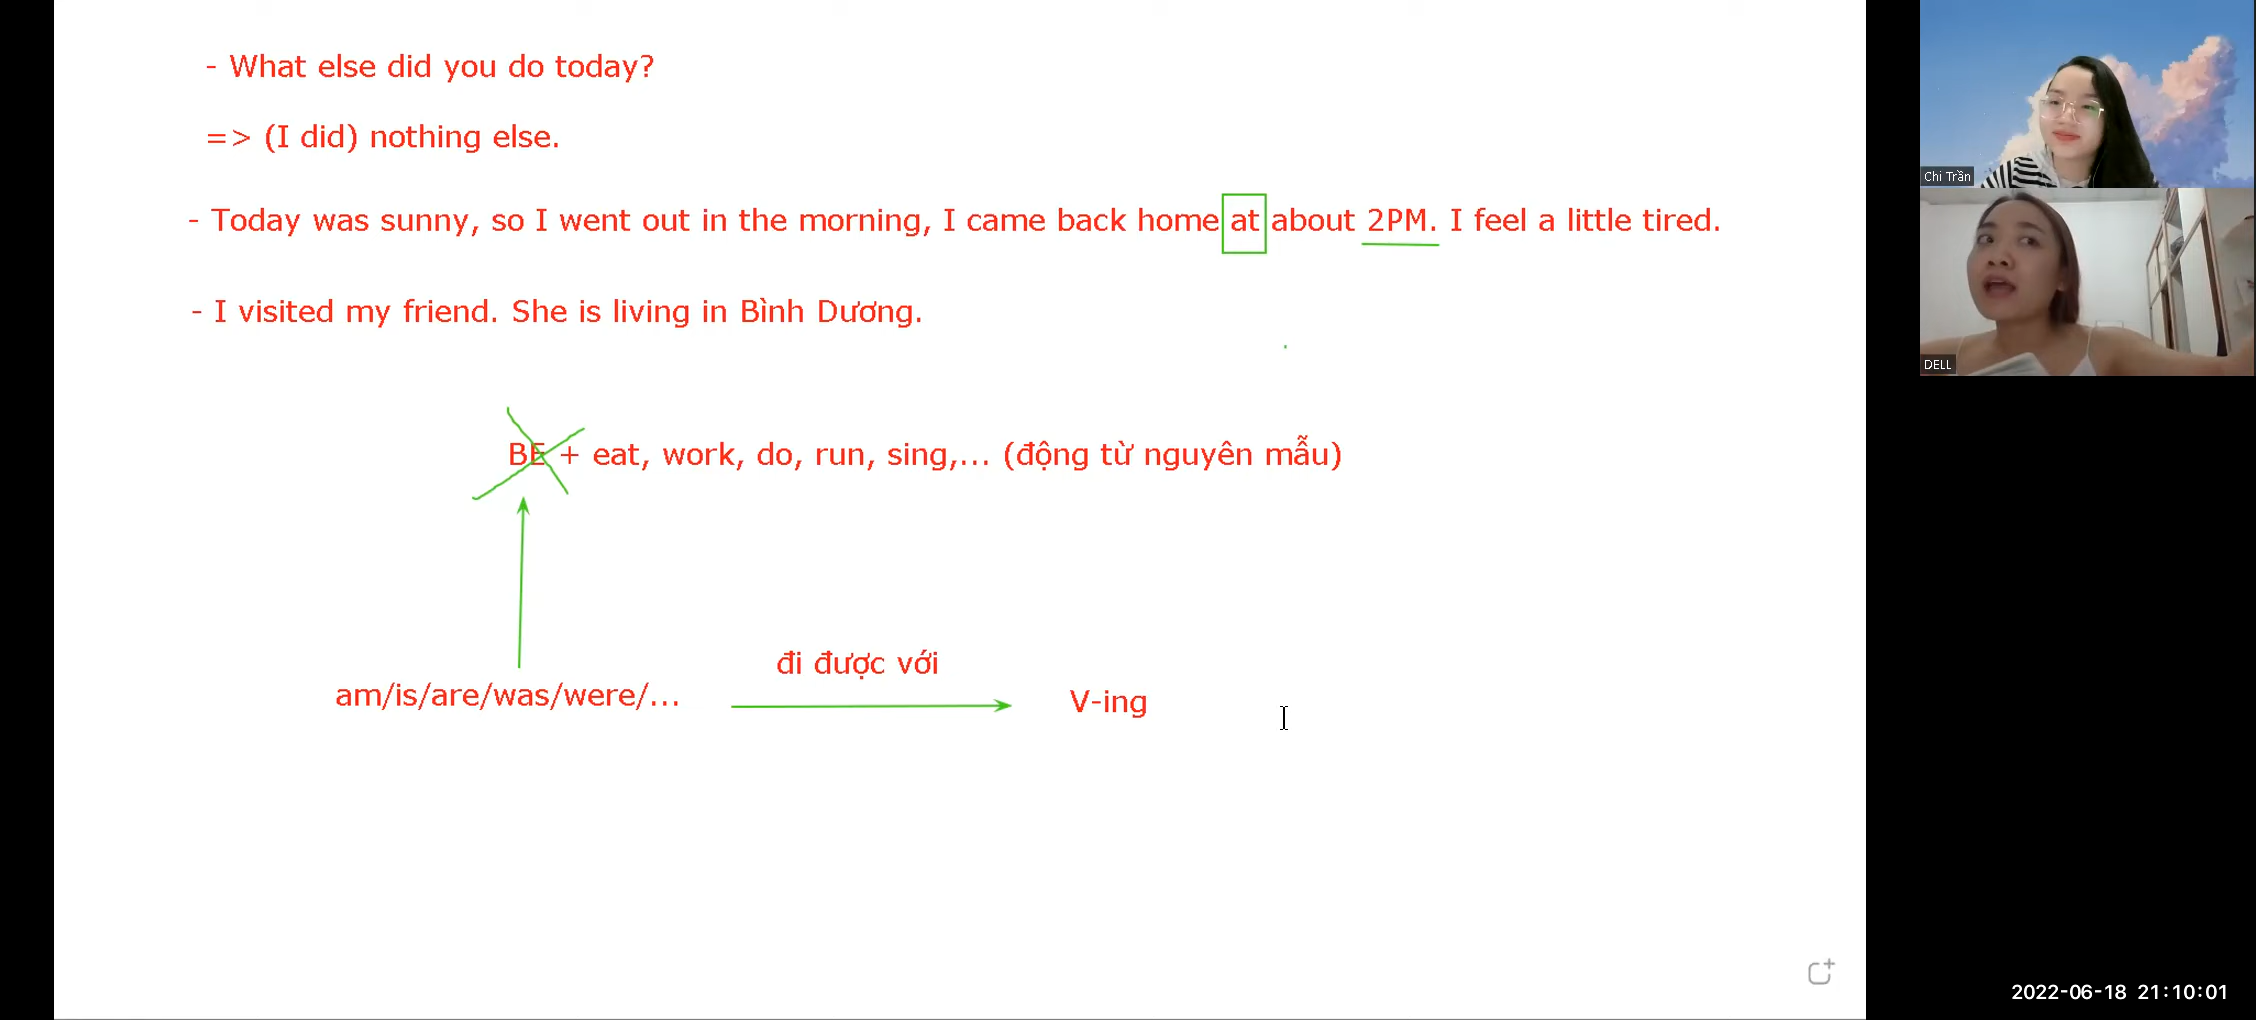 - What else did you do today?
=> (I did) nothing else.
- Today was sunny, so I went out in the morning, I came back home at about 2PM. I feel a little tired.
- I visited my friend. She is living in Bình Dương.
BE + eat, work, do, run, sing,... (động từ nguyên mẫu)
đi được với
am/is/are/was/were/...
V-ing
Chi Trần
DELL
2022-06-18 21:10:01